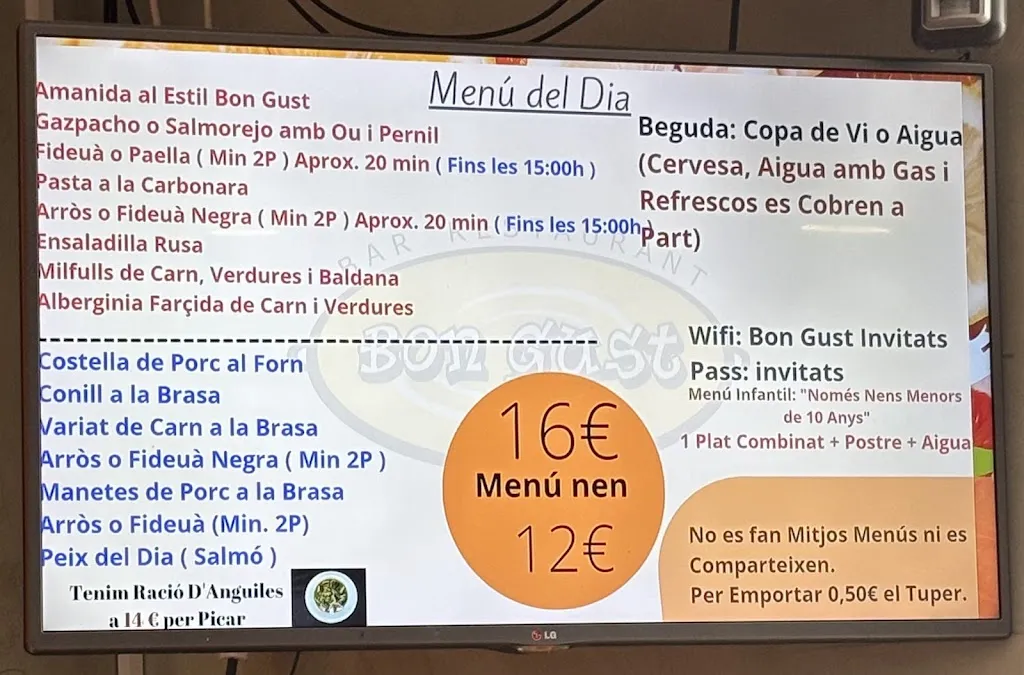 Menú del Dia
Amanida al Estil Bon Gust
Gazpacho o Salmorejo amb Ou i Pernil
Fideuà o Paella ( Min 2P ) Aprox. 20 min ( Fins les 15:00h )
Pasta a la Carbonara
Arròs o Fideuà Negra ( Min 2P ) Aprox. 20 min ( Fins les 15:00h )
Ensaladilla Rusa
Milfulls de Carn, Verdures i Baldana
Alberginia Farçida de Carn i Verdures
Costella de Porc al Forn
Conill a la Brasa
Variat de Carn a la Brasa
Arròs o Fideuà Negra ( Min 2P )
Manetes de Porc a la Brasa
Arròs o Fideuà (Min. 2P)
Peix del Dia ( Salmó )
Tenim Ració D'Anguiles
a 14 € per Picar
BAR RESTAURANT
Bon Gust
16€
Menú nen
12€
Beguda: Copa de Vi o Aigua
(Cervesa, Aigua amb Gas i
Refrescos es Cobren a
Part)
Wifi: Bon Gust Invitats
Pass: invitats
Menú Infantil: "Només Nens Menors
de 10 Anys"
1 Plat Combinat + Postre + Aigua
No es fan Mitjos Menús ni es
Comparteixen.
Per Emportar 0,50€ el Tuper.
LG